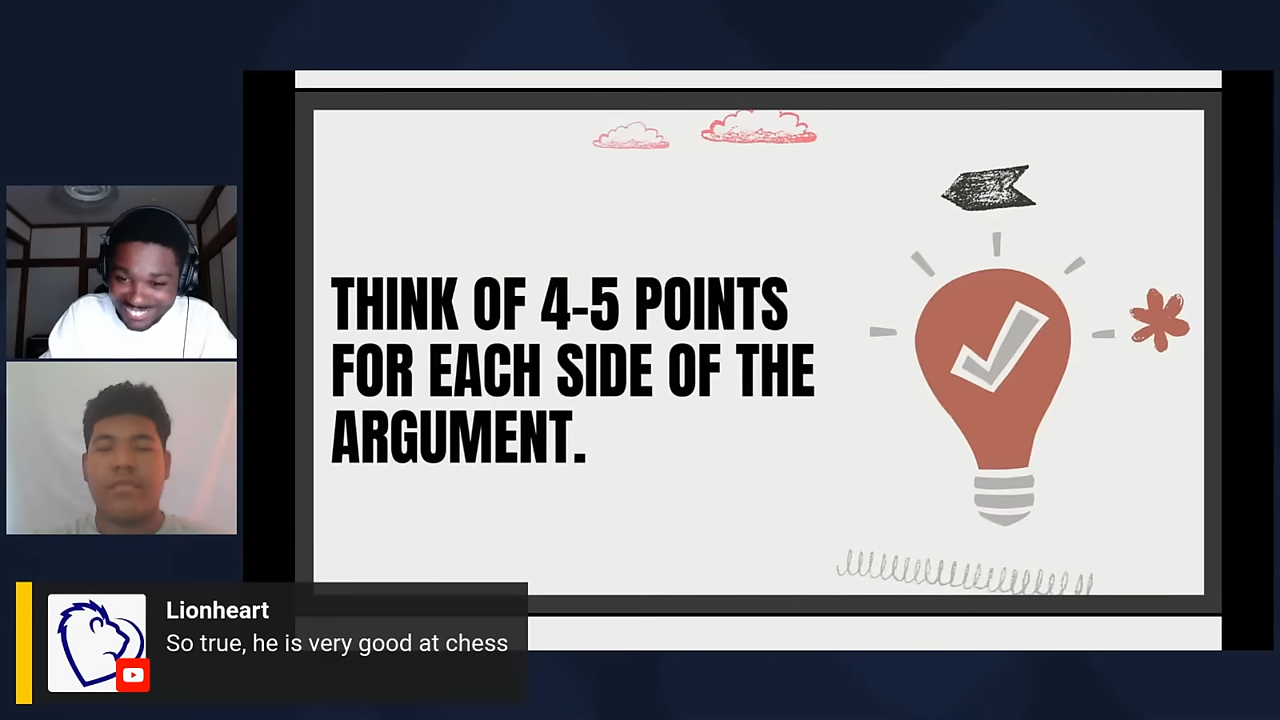 THINK OF 4-5 POINTS
FOR EACH SIDE OF THE
ARGUMENT.
Lionheart
So true, he is very good at chess